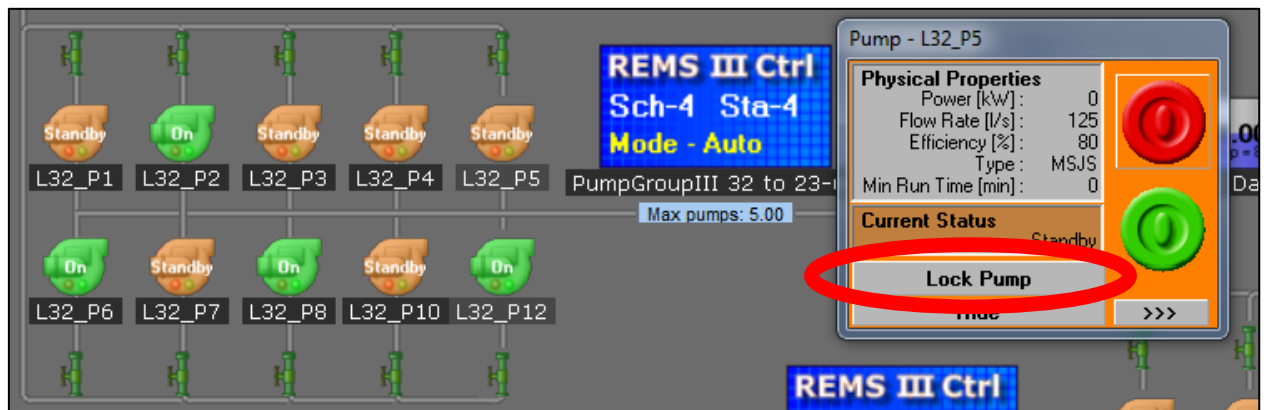 Standby
On
Standby
Standby
Standby
L32_P1 L32_P2 L32_P3 L32_P4 L32_P5
REMS III Ctrl
Sch-4 Sta-4
Mode - Auto
PumpGroupIII 32 to 23-
Max pumps: 5.00
On
Standby
On
Standby
On
L32_P6 L32_P7 L32_P8 L32_P10 L32_P12
Pump - L32_P5
Physical Properties
Power [kW] : 0
Flow Rate [l/s] : 125
Efficiency [%] : 80
Type : MSJS
Min Run Time [min] : 0
Current Status
Standby
Lock Pump
Hide
>>>
.00
Da
REMS III Ctrl